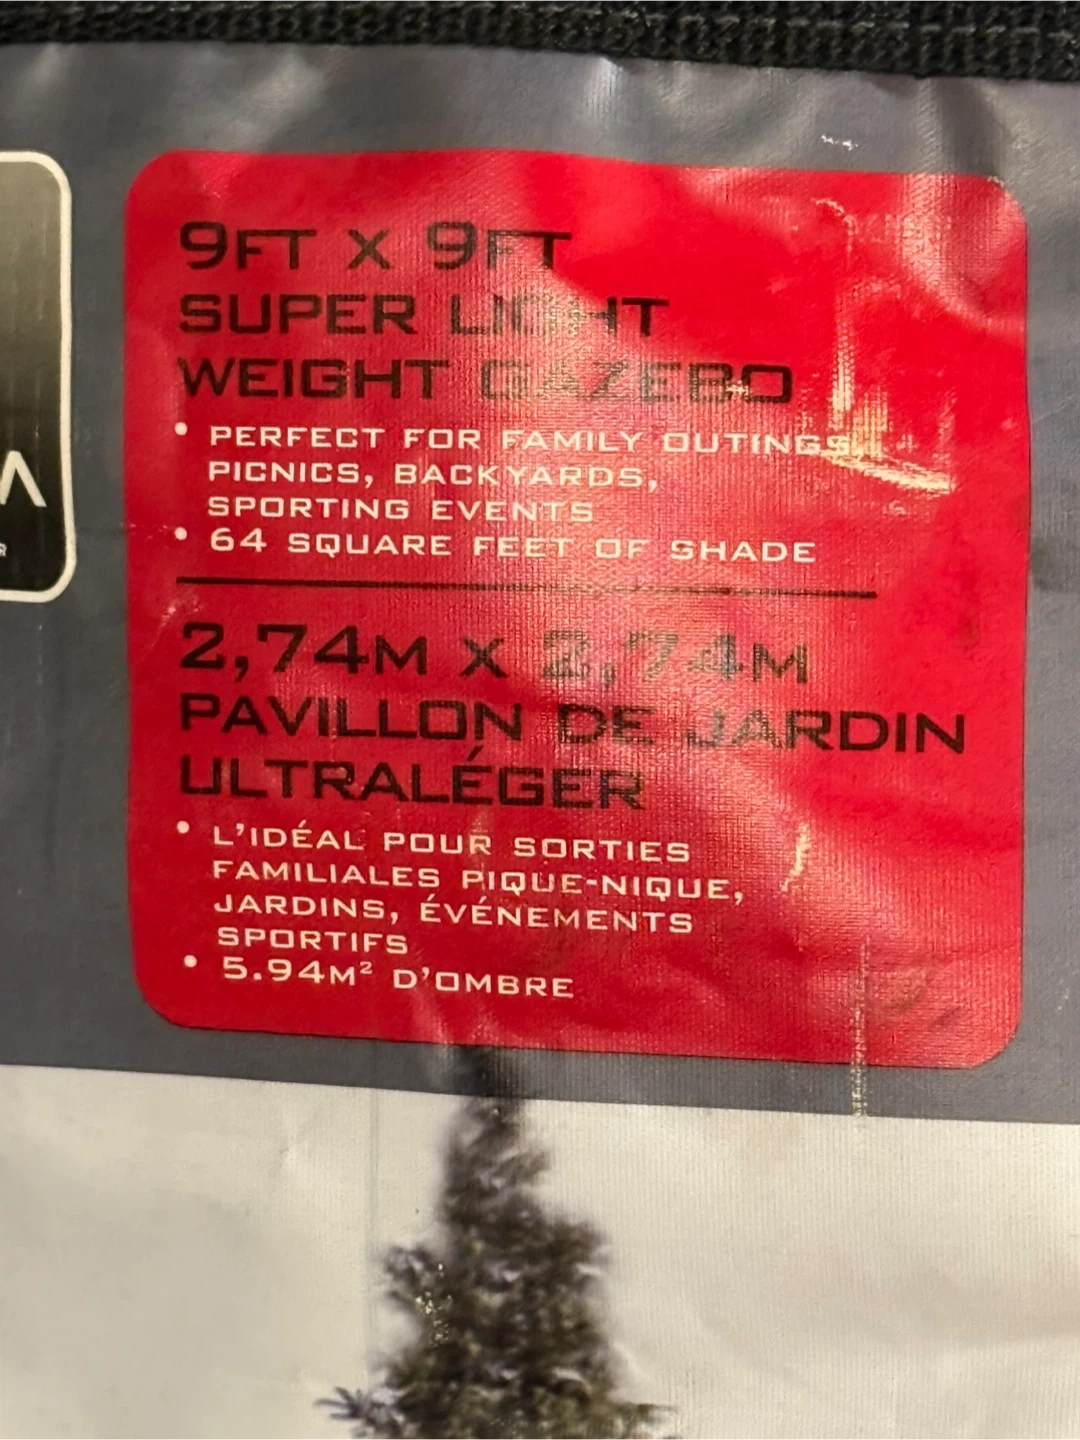 9FT X 9FT
SUPER LIGHT
WEIGHT GAZEBO
• PERFECT FOR FAMILY OUTINGS,
PICNICS, BACKYARDS,
SPORTING EVENTS
• 64 SQUARE FEET OF SHADE
2,74M X 2,74M
PAVILLON DE JARDIN
ULTRALÉGER
• L'IDÉAL POUR SORTIES
FAMILIALES PIQUE-NIQUE,
JARDINS, ÉVÉNEMENTS
SPORTIFS
• 5.94M² D'OMBRE